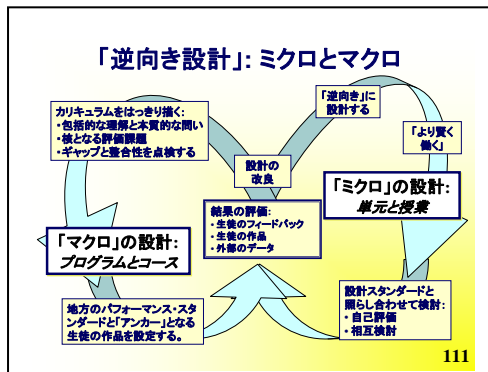 「逆向き設計」：ミクロとマクロ
カリキュラムをはっきり描く：
・包括的な理解と本質的な問い
・核となる評価課題
・ギャップと整合性を点検する
「逆向き」に
設計する
「より賢く
働く」
設計の
改良
結果の評価：
・生徒のフィードバック
・生徒の作品
・外部のデータ
「ミクロ」の設計：
単元と授業
「マクロ」の設計：
プログラムとコース
地方のパフォーマンス・スタ
ンダードと「アンカー」となる
生徒の作品を設定する。
設計スタンダードと
照らし合わせて検討：
・自己評価
・相互検討
111